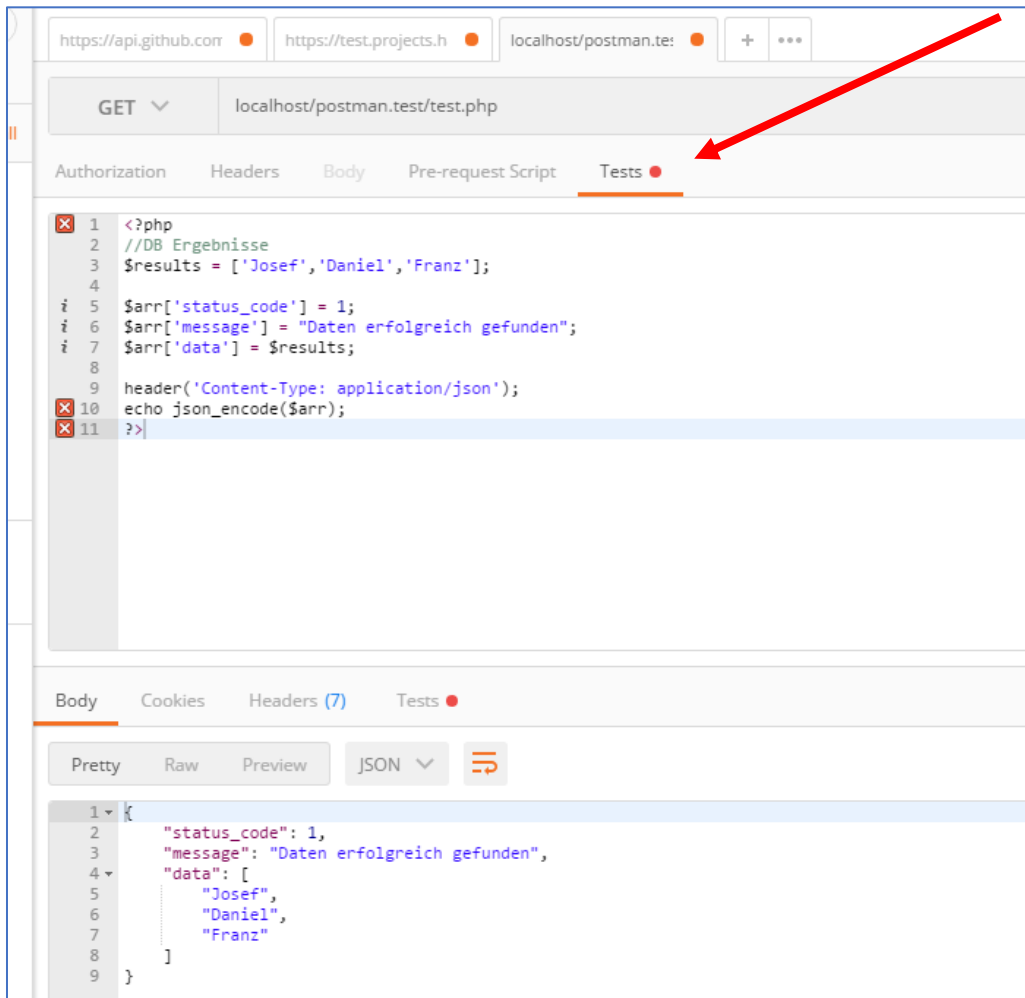 https://api.github.com https://test.projects.h localhost/postman.tes + •••
GET localhost/postman.test/test.php
Authorization Headers Body Pre-request Script Tests
1 <?php
2 //DB Ergebnisse
3 $results = ['Josef','Daniel','Franz'];
4
i 5 $arr['status_code'] = 1;
i 6 $arr['message'] = "Daten erfolgreich gefunden";
i 7 $arr['data'] = $results;
8
9 header('Content-Type: application/json');
10 echo json_encode($arr);
11 ?>
Body Cookies Headers (7) Tests
Pretty Raw Preview JSON
1 {
2 "status_code": 1,
3 "message": "Daten erfolgreich gefunden",
4 "data": [
5 "Josef",
6 "Daniel",
7 "Franz"
8 ]
9 }